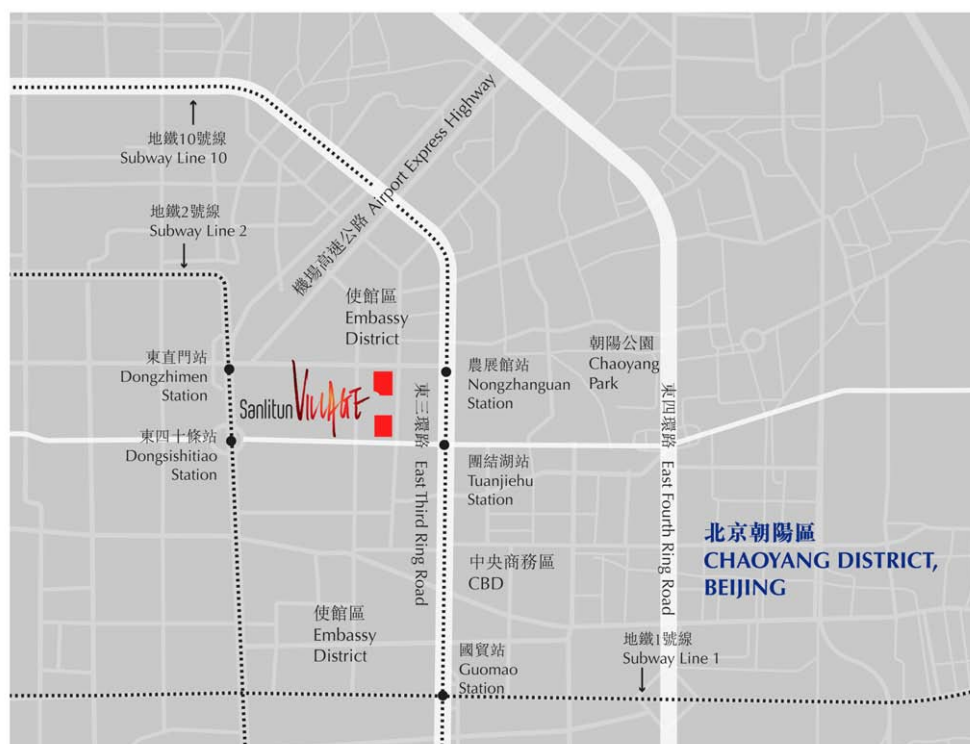 地鐵10號線
Subway Line 10
地鐵2號線
Subway Line 2
機場高速公路 Airport Express Highway
使館區
Embassy
District
東直門站
Dongzhimen
Station
Sanlitun VILLAGE
農展館站
Nongzhanguan
Station
朝陽公園
Chaoyang
Park
東四十條站
Dongsishitiao
Station
東三環路 East Third Ring Road
團結湖站
Tuanjiehu
Station
東四環路 East Fourth Ring Road
中央商務區
CBD
北京朝陽區
CHAOYANG DISTRICT,
BEIJING
使館區
Embassy
District
國貿站
Guomao
Station
地鐵1號線
Subway Line 1